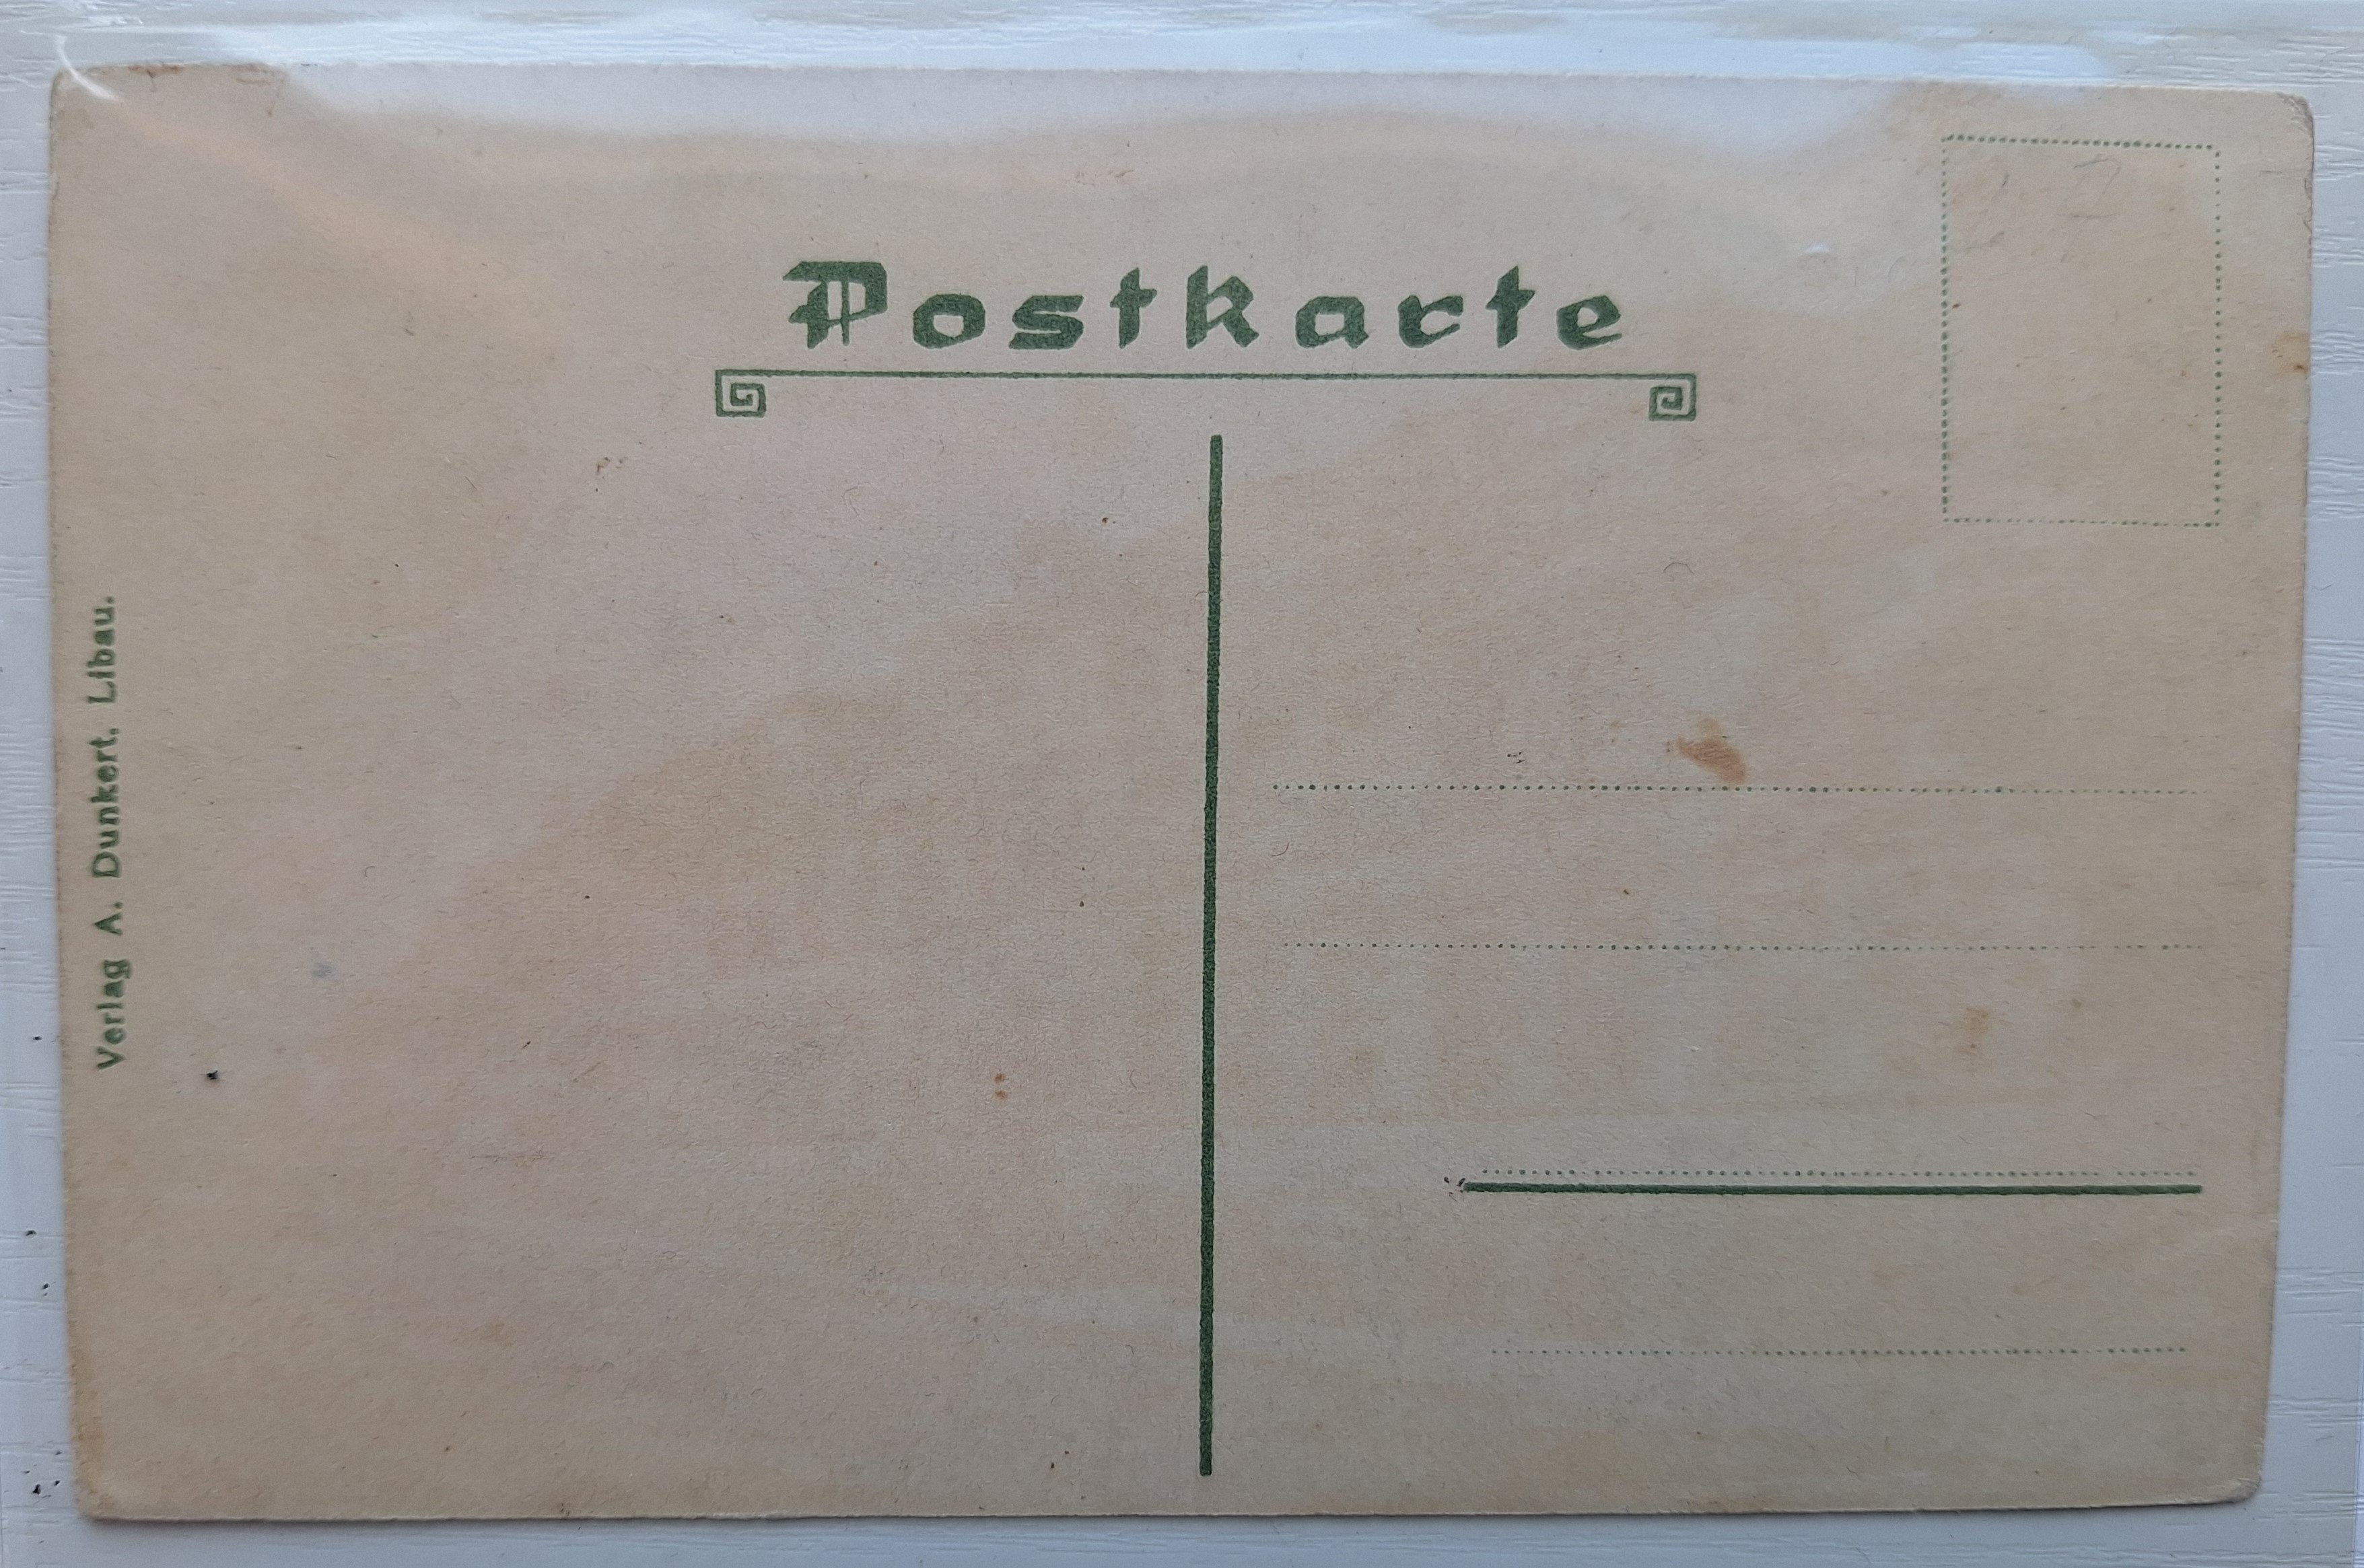 Postkarte
Verlag A. Dunkert, Libau.